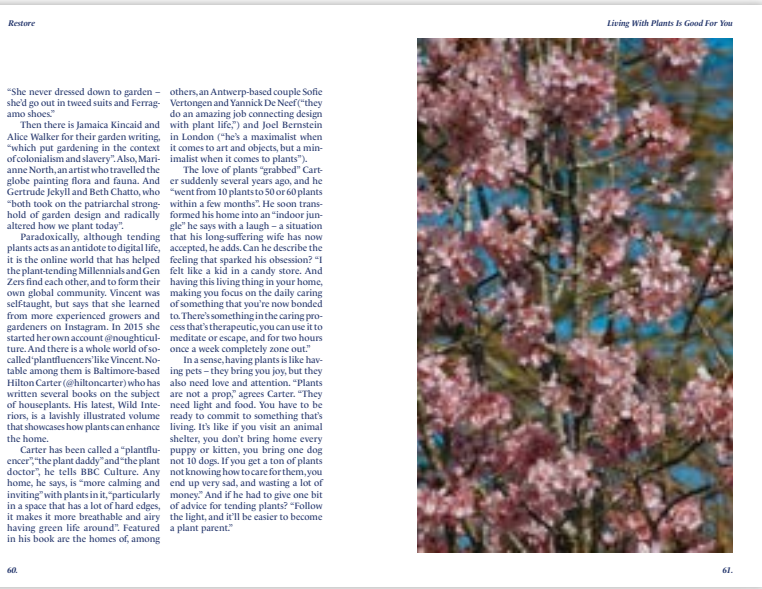 Restore
Living With Plants Is Good For You
“She never dressed down to garden –
she’d go out in tweed suits and Ferrag-
amo shoes.”
Then there is Jamaica Kincaid and
Alice Walker for their garden writing,
“which put gardening in the context
of colonialism and slavery”. Also, Mari-
anne North, an artist who travelled the
globe painting flora and fauna. And
Gertrude Jekyll and Beth Chatto, who
“both took on the patriarchal strong-
hold of garden design and radically
altered how we plant today”.
Paradoxically, although tending
plants acts as an antidote to digital life,
it is the online world that has helped
the plant-tending Millennials and Gen
Zers find each other, and to form their
own global community. Vincent was
self-taught, but says that she learned
from more experienced growers and
gardeners on Instagram. In 2015 she
started her own account @noughticul-
ture. And there is a whole world of so-
called ‘plantfluencers’ like Vincent. No-
table among them is Baltimore-based
Hilton Carter (@hiltoncarter) who has
written several books on the subject
of houseplants. His latest, Wild Inte-
riors, is a lavishly illustrated volume
that showcases how plants can enhance
the home.
Carter has been called a “plantflu-
encer”, “the plant daddy” and “the plant
doctor”, he tells BBC Culture. Any
home, he says, is “more calming and
inviting” with plants in it, “particularly
in a space that has a lot of hard edges,
it makes it more breathable and airy
having green life around”. Featured
in his book are the homes of, among
others, an Antwerp-based couple Sofie
Vertongen and Yannick De Neef (“they
do an amazing job connecting design
with plant life,”) and Joel Bernstein
in London (“he’s a maximalist when
it comes to art and objects, but a min-
imalist when it comes to plants”).
The love of plants “grabbed” Cart-
er suddenly several years ago, and he
“went from 10 plants to 50 or 60 plants
within a few months”. He soon trans-
formed his home into an “indoor jun-
gle” he says with a laugh – a situation
that his long-suffering wife has now
accepted, he adds. Can he describe the
feeling that sparked his obsession? “I
felt like a kid in a candy store. And
having this living thing in your home,
making you focus on the daily caring
of something that you’re now bonded
to. There’s something in the caring pro-
cess that’s therapeutic, you can use it to
meditate or escape, and for two hours
once a week completely zone out.”
In a sense, having plants is like hav-
ing pets – they bring you joy, but they
also need love and attention. “Plants
are not a prop,” agrees Carter. “They
need light and food. You have to be
ready to commit to something that’s
living. It’s like if you visit an animal
shelter, you don’t bring home every
puppy or kitten, you bring one dog
not 10 dogs. If you get a ton of plants
not knowing how to care for them, you
end up very sad, and wasting a lot of
money.” And if he had to give one bit
of advice for tending plants? “Follow
the light, and it’ll be easier to become
a plant parent.”
60.
61.